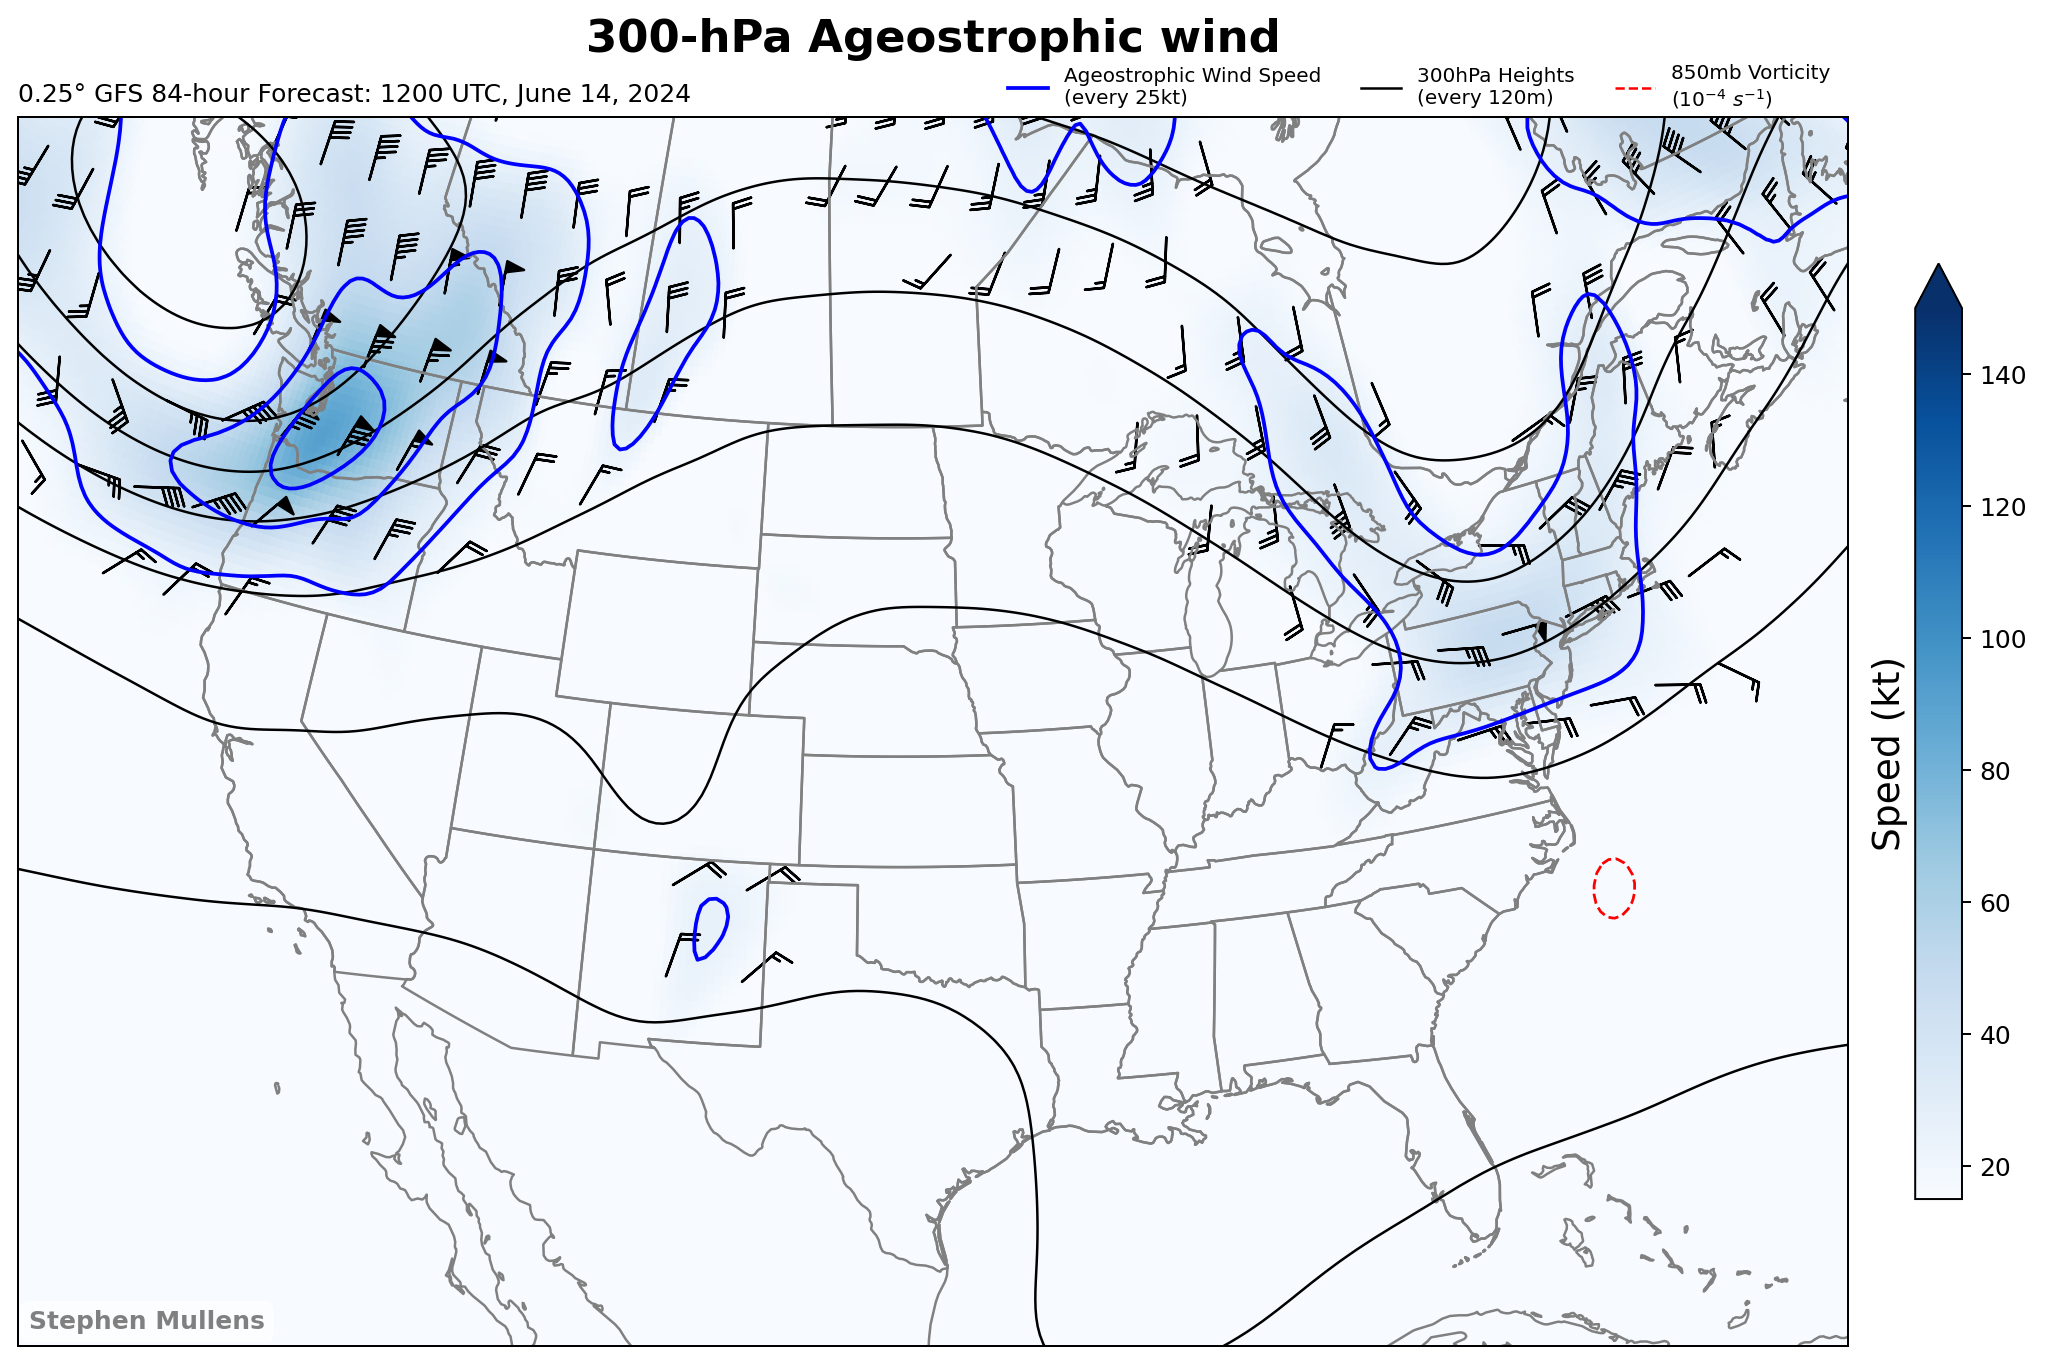 300-hPa Ageostrophic wind
0.25° GFS 84-hour Forecast: 1200 UTC, June 14, 2024
Ageostrophic Wind Speed
(every 25kt)
300hPa Heights
(every 120m)
850mb Vorticity
(10⁻⁴ s⁻¹)
140
120
100
80
60
40
20
Speed (kt)
Stephen Mullens